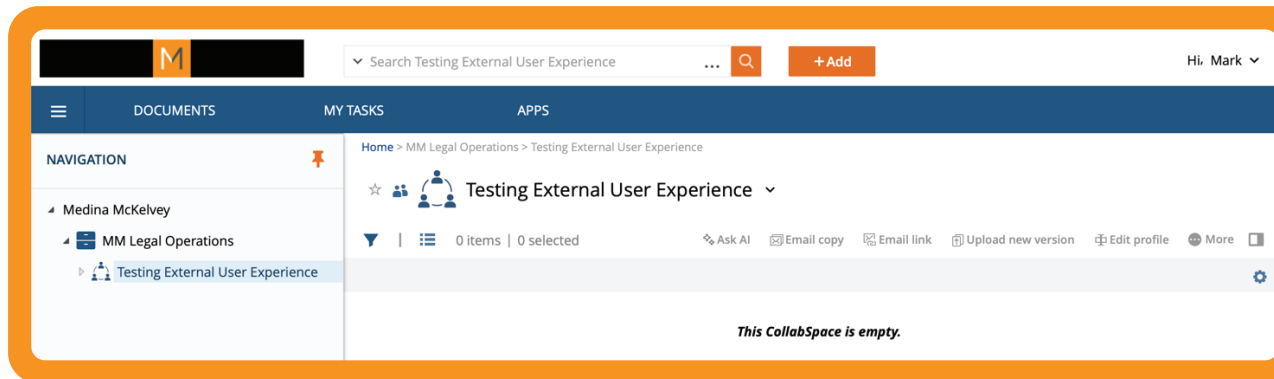 M
Search Testing External User Experience ...
+ Add
Hi, Mark
DOCUMENTS MY TASKS APPS
NAVIGATION
Medina McKelvey
MM Legal Operations
Testing External User Experience
Home > MM Legal Operations > Testing External User Experience
Testing External User Experience
0 items | 0 selected
Ask AI Email copy Email link Upload new version Edit profile More
This CollabSpace is empty.